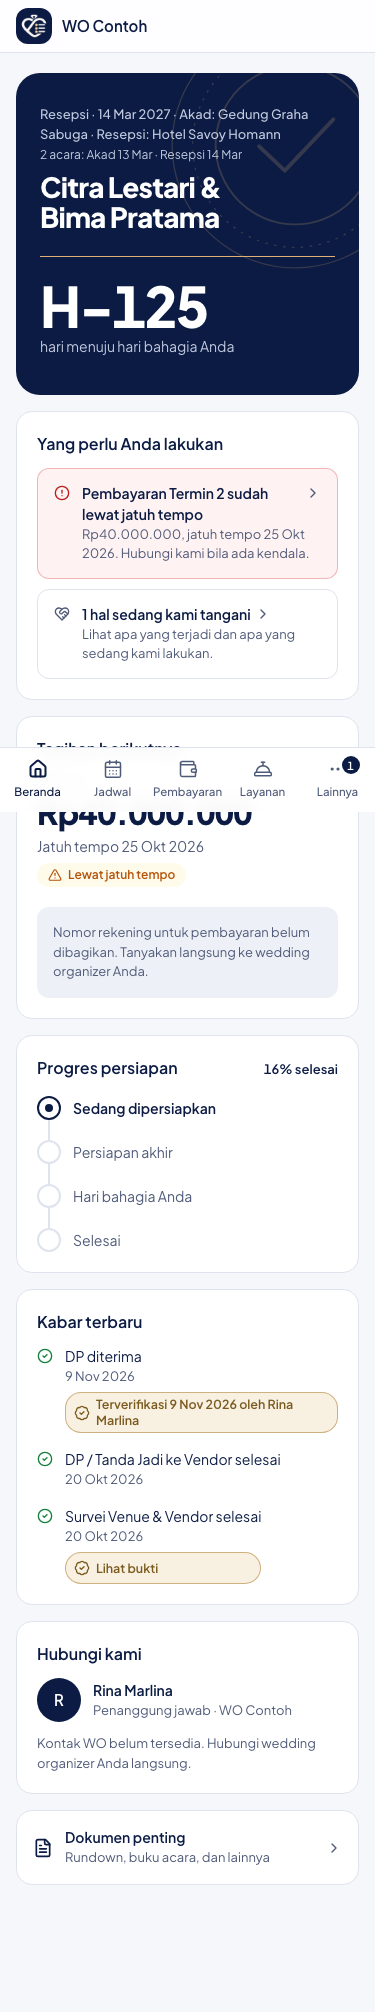 WO Contoh
Resepsi · 14 Mar 2027 · Akad: Gedung Graha
Sabuga · Resepsi: Hotel Savoy Homann
2 acara: Akad 13 Mar · Resepsi 14 Mar
Citra Lestari &
Bima Pratama
H−125
hari menuju hari bahagia Anda
Yang perlu Anda lakukan
Pembayaran Termin 2 sudah
lewat jatuh tempo
Rp40.000.000, jatuh tempo 25 Okt
2026. Hubungi kami bila ada kendala.
1 hal sedang kami tangani
Lihat apa yang terjadi dan apa yang
sedang kami lakukan.
Tagihan berikutnya
1
Beranda Jadwal Pembayaran Layanan Lainnya
Rp40.000.000
Jatuh tempo 25 Okt 2026
Lewat jatuh tempo
Nomor rekening untuk pembayaran belum
dibagikan. Tanyakan langsung ke wedding
organizer Anda.
Progres persiapan 16% selesai
Sedang dipersiapkan
Persiapan akhir
Hari bahagia Anda
Selesai
Kabar terbaru
DP diterima
9 Nov 2026
Terverifikasi 9 Nov 2026 oleh Rina
Marlina
DP / Tanda Jadi ke Vendor selesai
20 Okt 2026
Survei Venue & Vendor selesai
20 Okt 2026
Lihat bukti
Hubungi kami
R
Rina Marlina
Penanggung jawab · WO Contoh
Kontak WO belum tersedia. Hubungi wedding
organizer Anda langsung.
Dokumen penting
Rundown, buku acara, dan lainnya